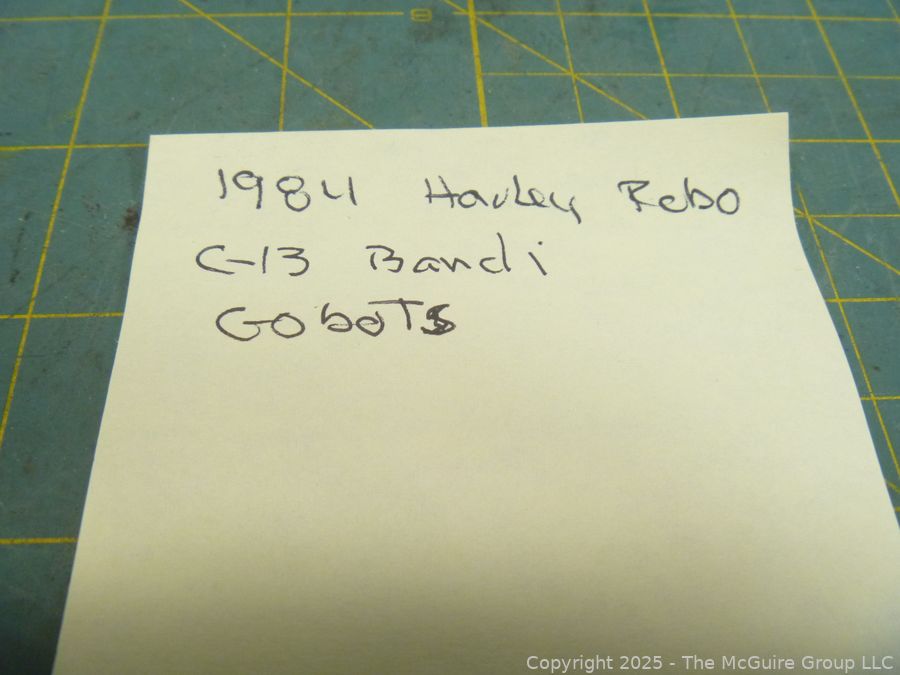 1984 Harley Robo
C-13 Bandi
GoboTs
Copyright 2025 - The McGuire Group LLC